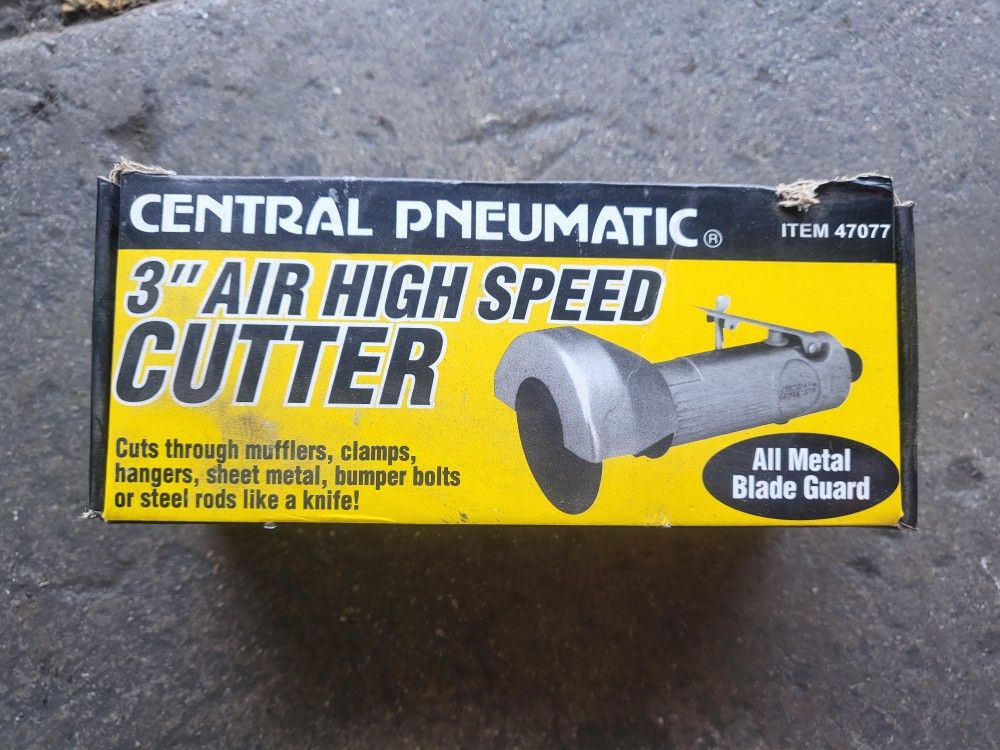 CENTRAL PNEUMATIC®
ITEM 47077
3" AIR HIGH SPEED
CUTTER
Cuts through mufflers, clamps,
hangers, sheet metal, bumper bolts
or steel rods like a knife!
All Metal
Blade Guard